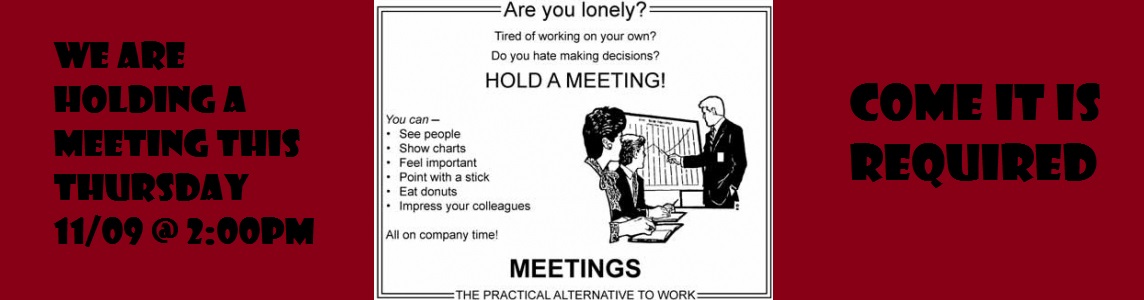 WE ARE
HOLDING A
MEETING THIS
THURSDAY
11/09 @ 2:00PM
Are you lonely?
Tired of working on your own?
Do you hate making decisions?
HOLD A MEETING!
You can –
• See people
• Show charts
• Feel important
• Point with a stick
• Eat donuts
• Impress your colleagues
All on company time!
MEETINGS
THE PRACTICAL ALTERNATIVE TO WORK
COME IT IS
REQUIRED